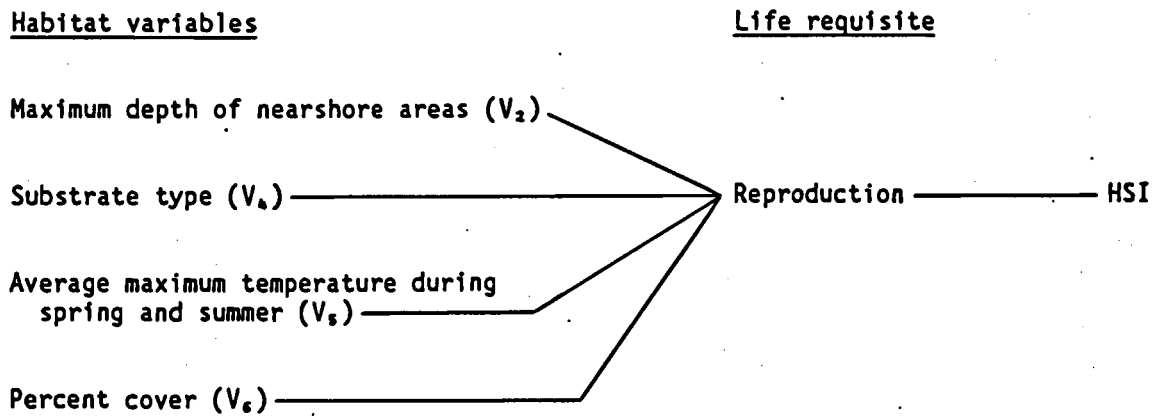 Habitat variables
Life requisite
Maximum depth of nearshore areas (V₂)
Substrate type (V₄)
Reproduction
HSI
Average maximum temperature during
spring and summer (V₅)
Percent cover (V₆)